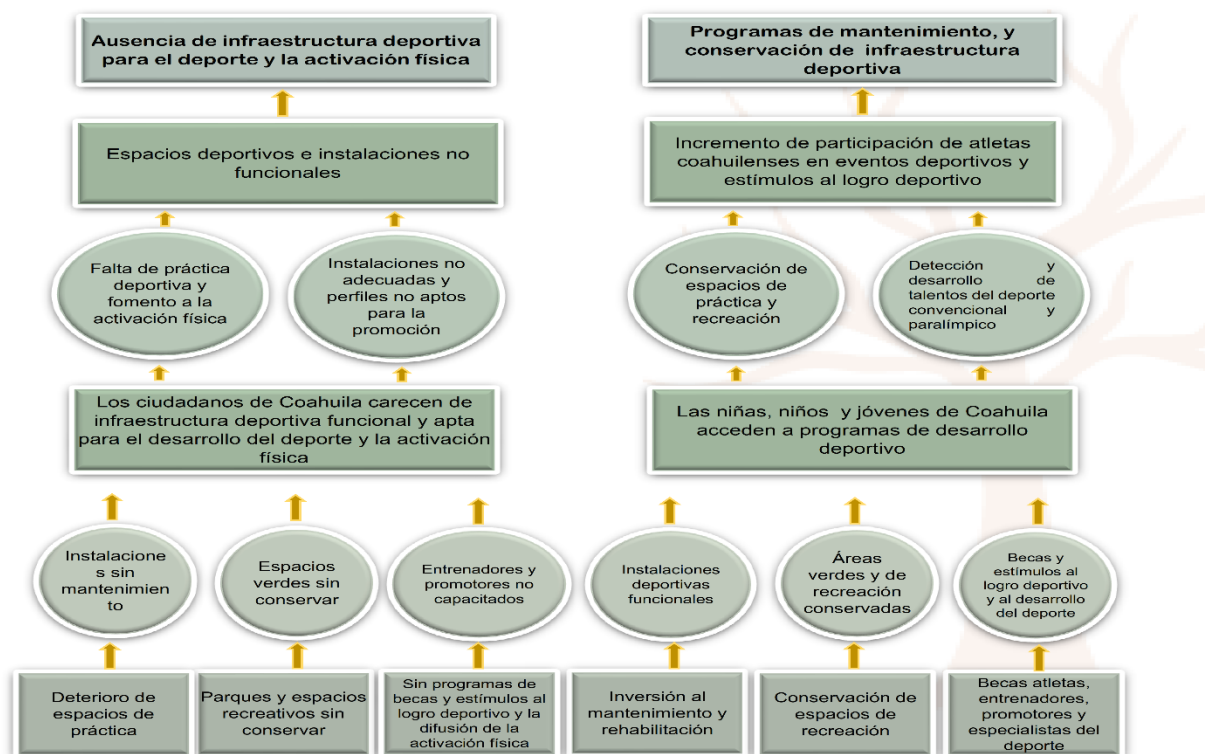 Ausencia de infraestructura deportiva
para el deporte y la activación física
Programas de mantenimiento, y
conservación de infraestructura
deportiva
Espacios deportivos e instalaciones no
funcionales
Incremento de participación de atletas
coahuilenses en eventos deportivos y
estímulos al logro deportivo
Falta de práctica
deportiva y
fomento a la
activación física
Instalaciones no
adecuadas y
perfiles no aptos
para la
promoción
Conservación de
espacios de
práctica y
recreación
Detección y
desarrollo de
talentos del deporte
convencional y
paralímpico
Los ciudadanos de Coahuila carecen de
infraestructura deportiva funcional y apta
para el desarrollo del deporte y la activación
física
Las niñas, niños y jóvenes de Coahuila
acceden a programas de desarrollo
deportivo
Instalacione
s sin
mantenimien
to
Espacios
verdes sin
conservar
Entrenadores y
promotores no
capacitados
Instalaciones
deportivas
funcionales
Áreas
verdes y de
recreación
conservadas
Becas y
estímulos al
logro deportivo
y al desarrollo
del deporte
Deterioro de
espacios de
práctica
Parques y espacios
recreativos sin
conservar
Sin programas de
becas y estímulos al
logro deportivo y la
difusión de la
activación física
Inversión al
mantenimiento y
rehabilitación
Conservación de
espacios de
recreación
Becas atletas,
entrenadores,
promotores y
especialistas del
deporte